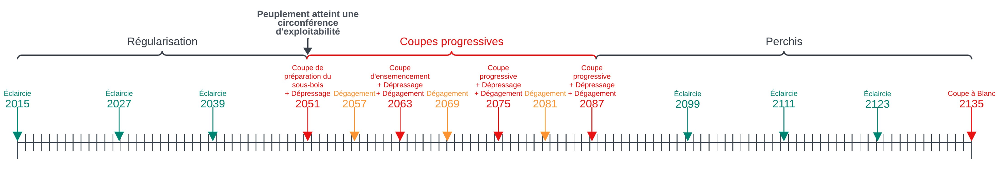 Peuplement atteint une
circonférence
d'exploitabilité
Régularisation
Coupes progressives
Perchis
Éclaircie
2015
Éclaircie
2027
Éclaircie
2039
Coupe de
préparation du
sous-bois
+ Dépressage
2051
Dégagement
2057
Coupe
d'ensemencement
+ Dépressage
+ Dégagement
2063
Dégagement
2069
Coupe
progressive
+ Dépressage
+ Dégagement
2075
Dégagement
2081
Coupe
progressive
+ Dépressage
+ Dégagement
2087
Éclaircie
2099
Éclaircie
2111
Éclaircie
2123
Coupe à Blanc
2135